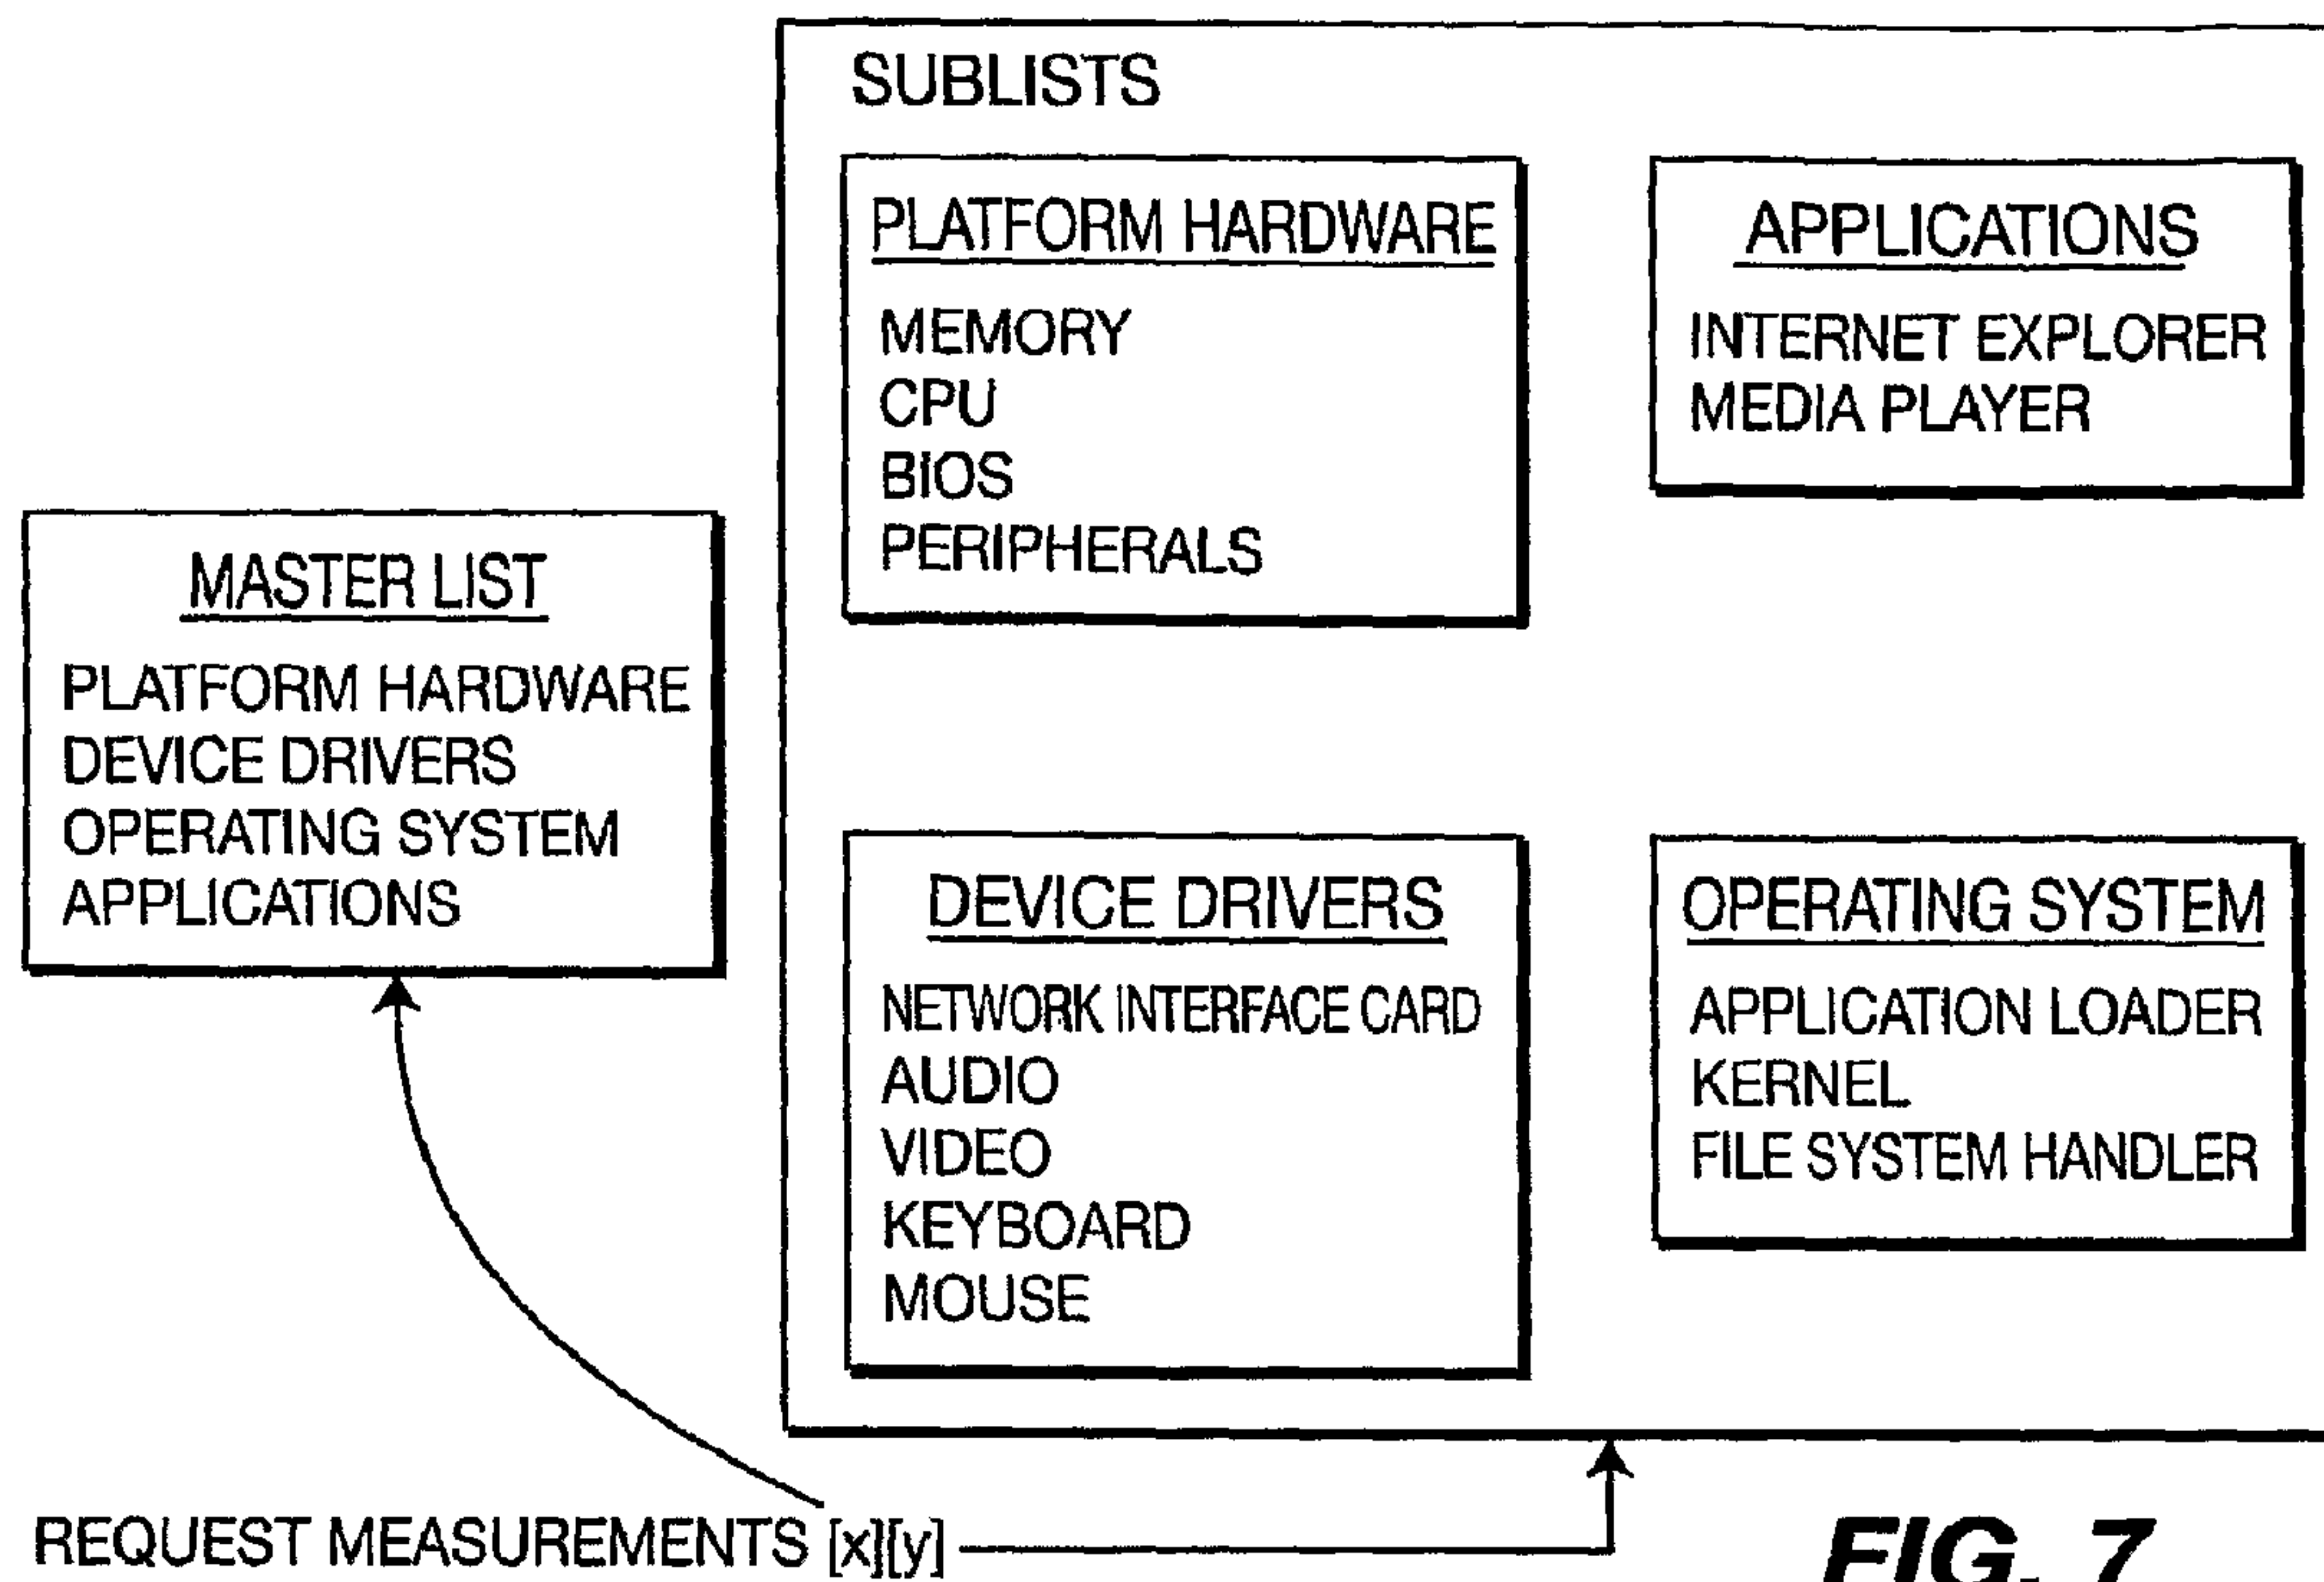 SUBLISTS
PLATFORM HARDWARE
MEMORY
CPU
BIOS
PERIPHERALS
APPLICATIONS
INTERNET EXPLORER
MEDIA PLAYER
MASTER LIST
PLATFORM HARDWARE
DEVICE DRIVERS
OPERATING SYSTEM
APPLICATIONS
DEVICE DRIVERS
NETWORK INTERFACE CARD
AUDIO
VIDEO
KEYBOARD
MOUSE
OPERATING SYSTEM
APPLICATION LOADER
KERNEL
FILE SYSTEM HANDLER
REQUEST MEASUREMENTS [x][y]
FIG. 7